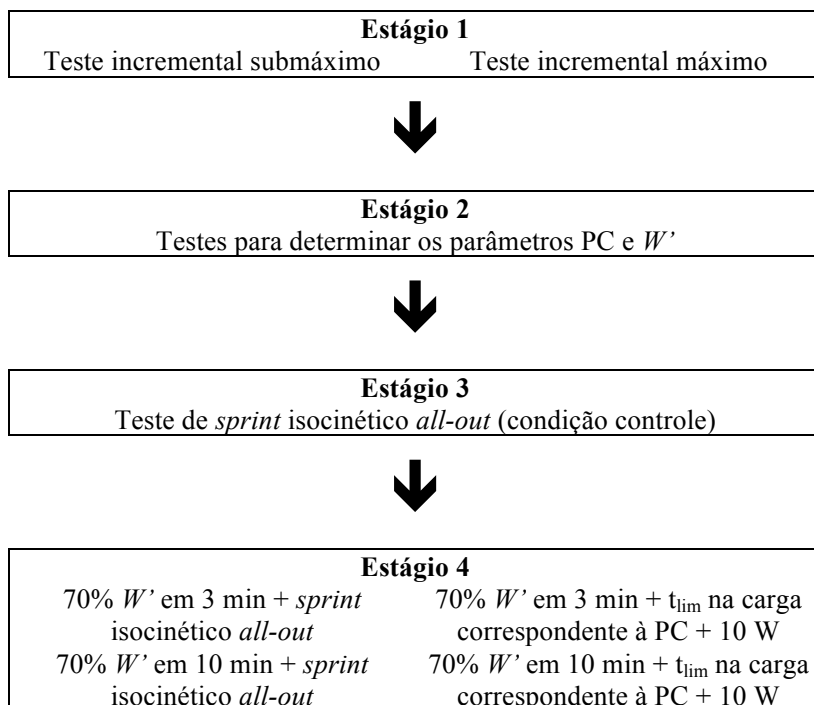 Estágio 1
Teste incremental submáximo Teste incremental máximo
Estágio 2
Testes para determinar os parâmetros PC e W’
Estágio 3
Teste de sprint isocinético all-out (condição controle)
Estágio 4
70% W’ em 3 min + sprint
isocinético all-out
70% W’ em 3 min + tlim na carga
correspondente à PC + 10 W
70% W’ em 10 min + sprint
isocinético all-out
70% W’ em 10 min + tlim na carga
correspondente à PC + 10 W